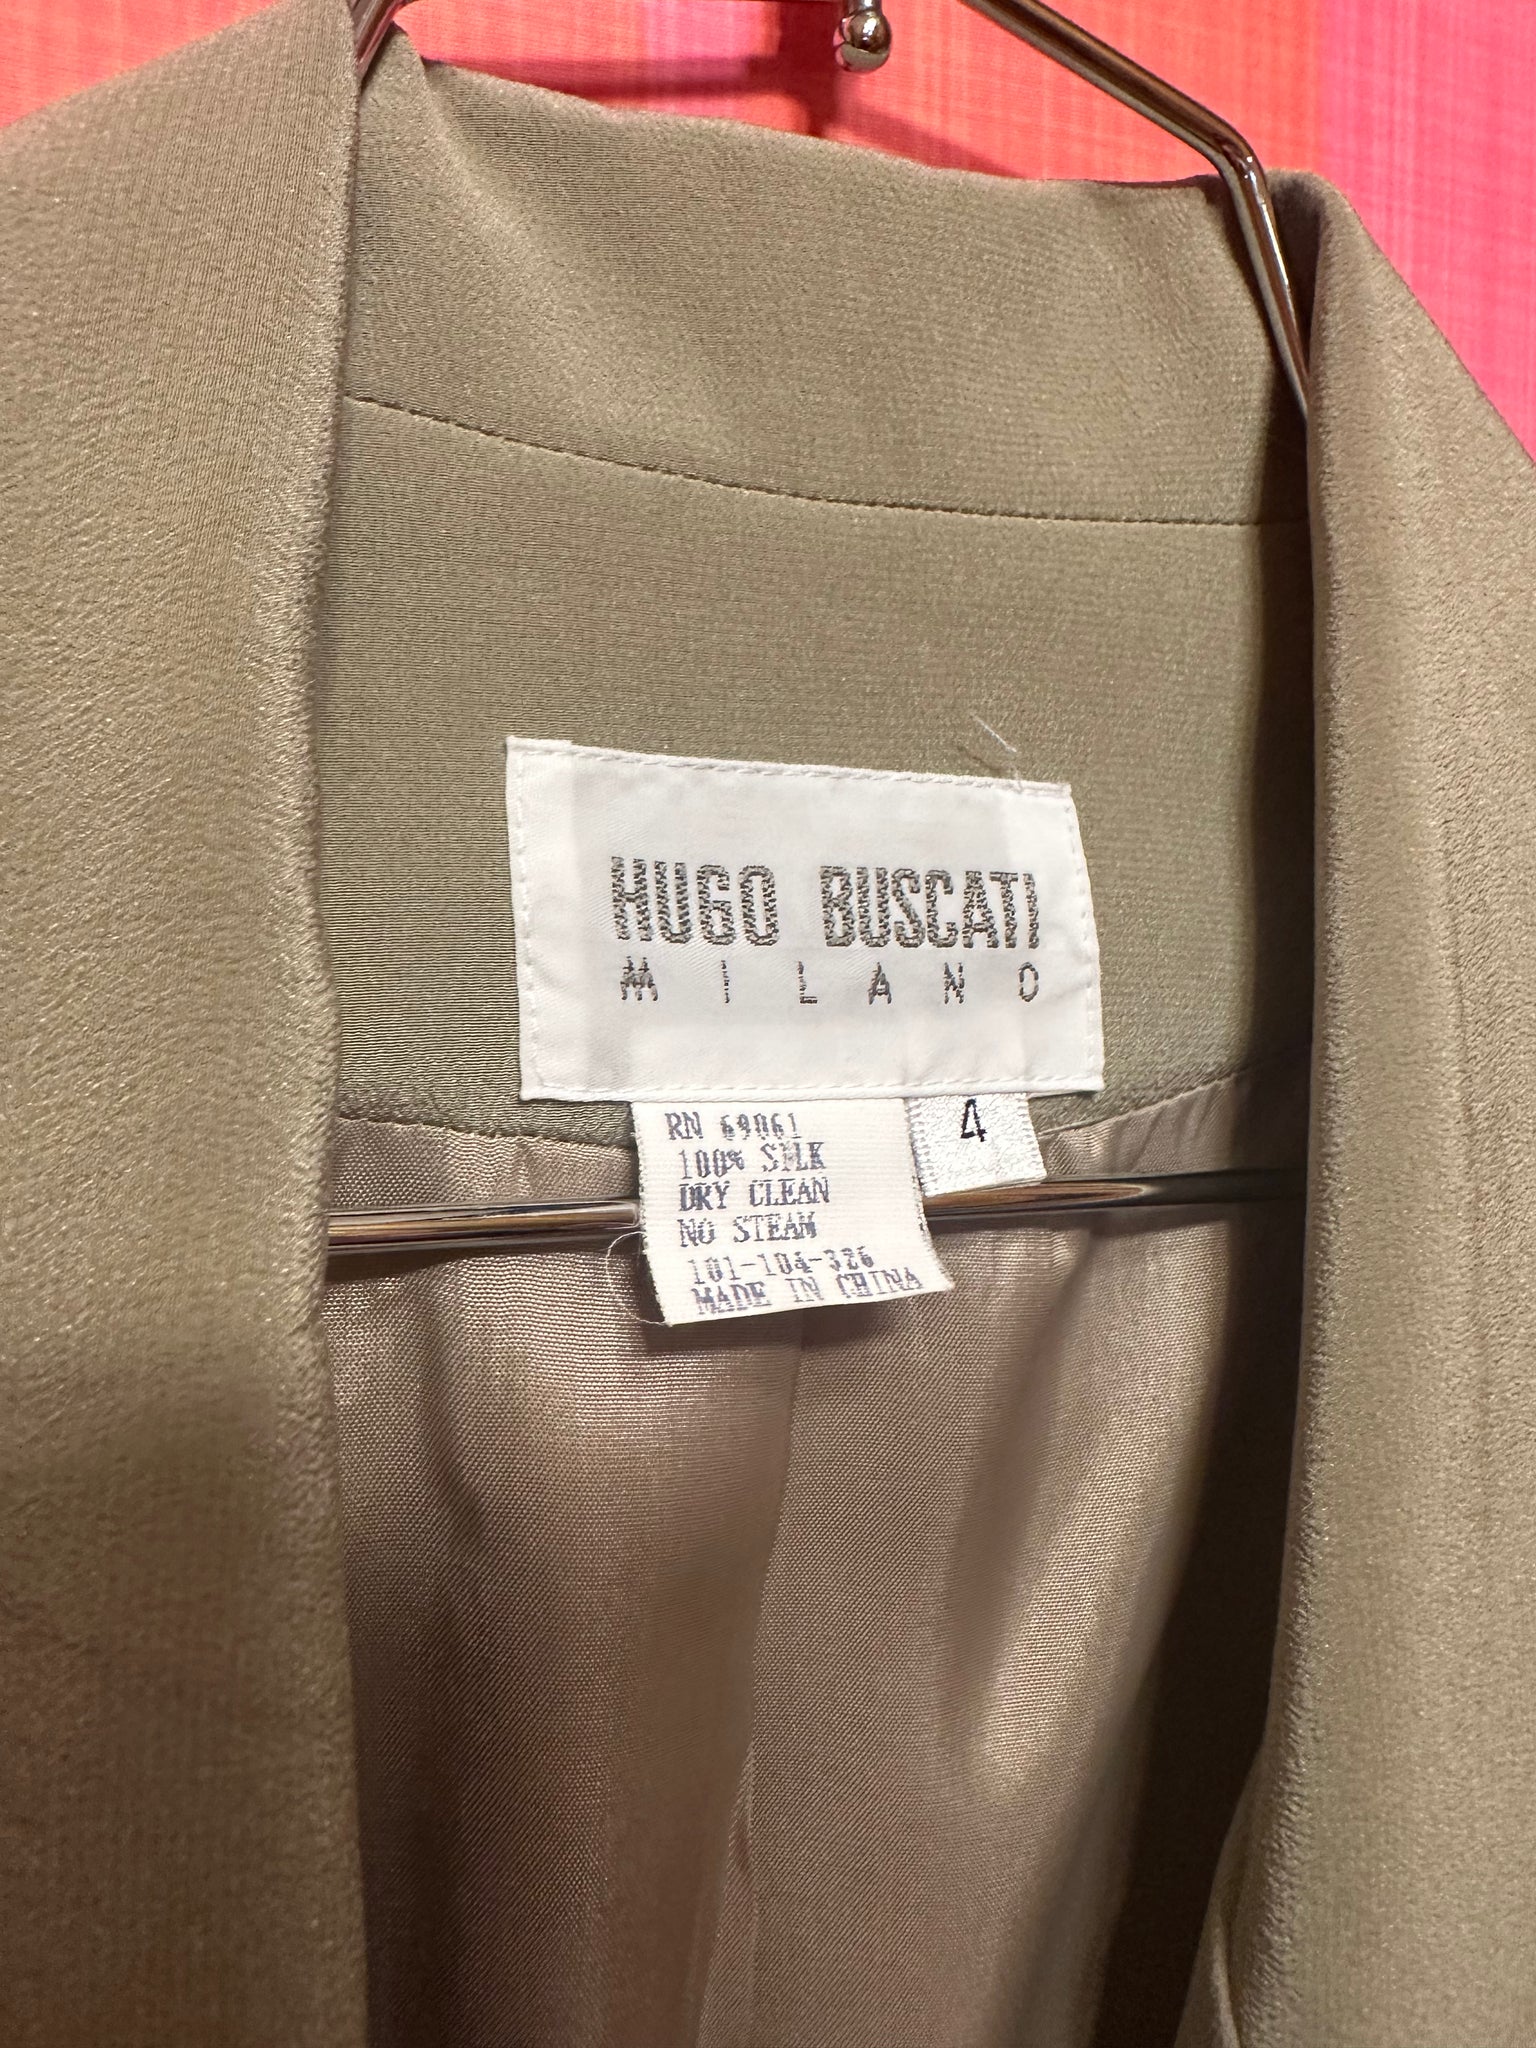 HUGO BUSCATI
MILANO
4
RN 69061
100% SILK
DRY CLEAN
NO STEAM
101-104-326
MADE IN CHINA